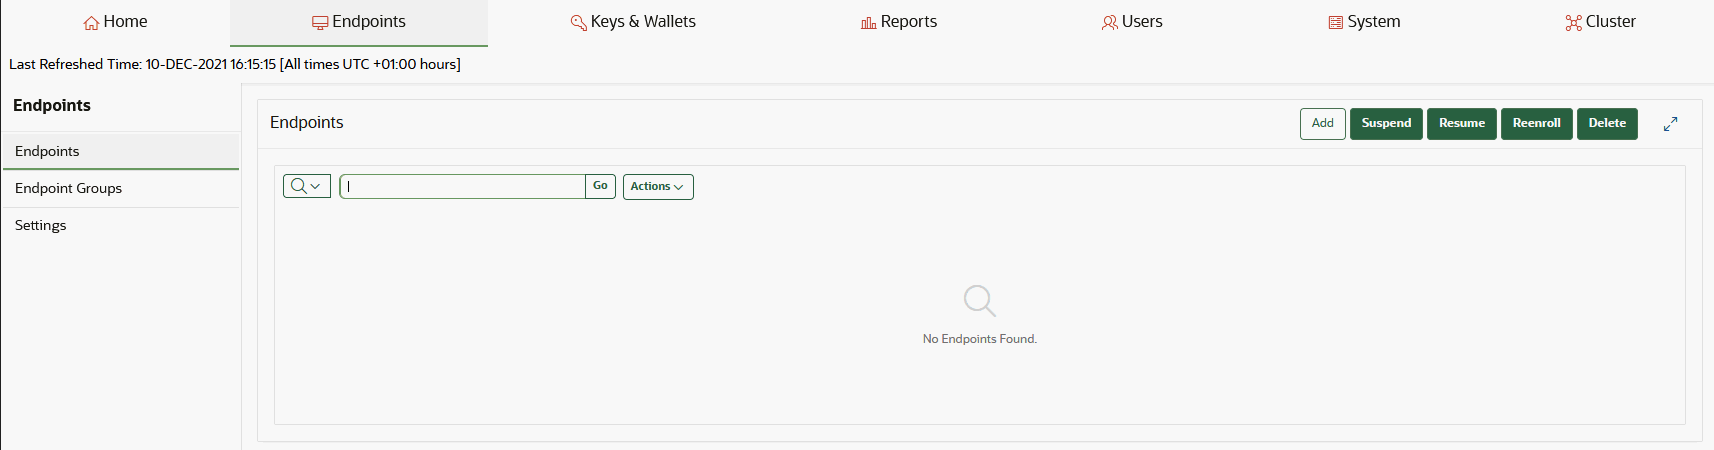 Home Endpoints Keys & Wallets Reports Users System Cluster
Last Refreshed Time: 10-DEC-2021 16:15:15 [All times UTC +01:00 hours]
Endpoints
Endpoints
Endpoint Groups
Settings
Endpoints Add Suspend Resume Reenroll Delete
Go Actions
No Endpoints Found.